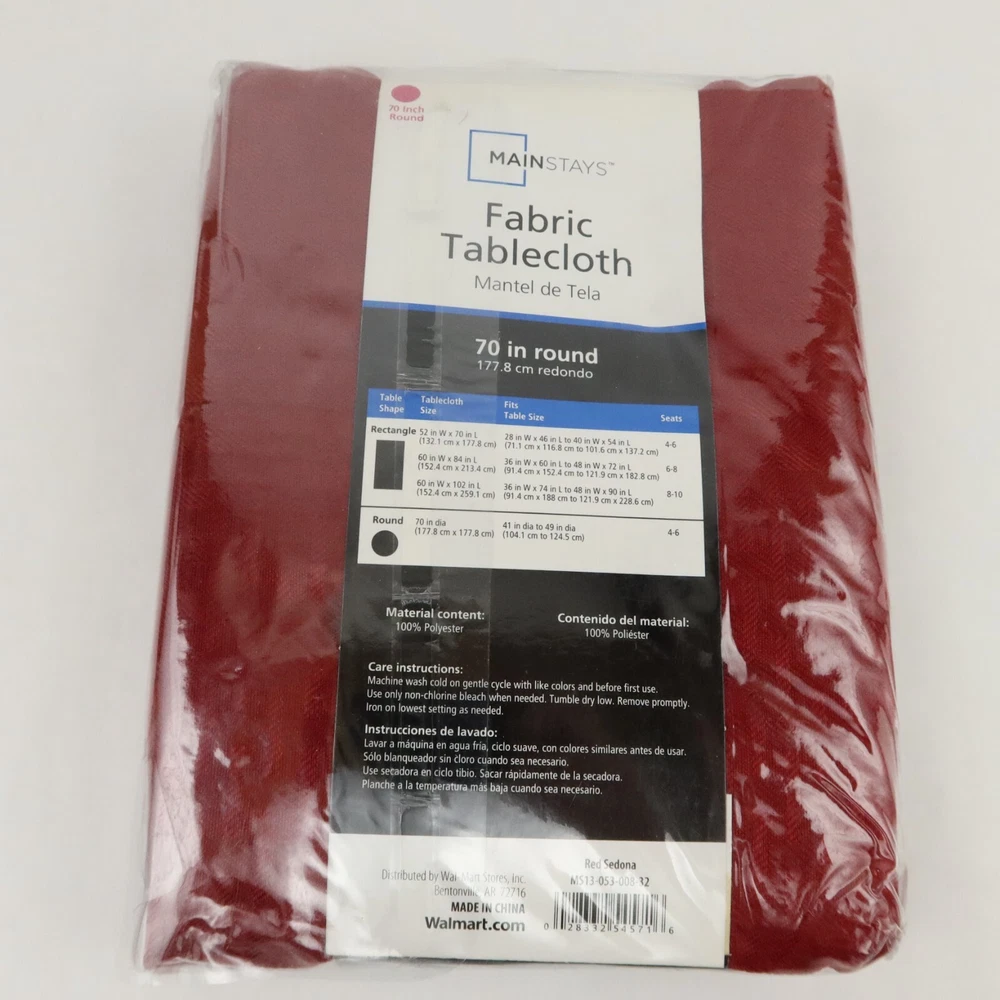 70 Inch
Round
MAINSTAYS™
Fabric
Tablecloth
Mantel de Tela
70 in round
177.8 cm redondo
Table Shape Tablecloth Size Fits Table Size Seats
Rectangle 52 in W x 70 in L 28 in W x 46 in L to 40 in W x 54 in L 4-6
(132.1 cm x 177.8 cm) (71.1 cm x 116.8 cm to 101.6 cm x 137.2 cm)
60 in W x 84 in L 36 in W x 60 in L to 48 in W x 72 in L 6-8
(152.4 cm x 213.4 cm) (91.4 cm x 152.4 cm to 121.9 cm x 182.8 cm)
60 in W x 102 in L 36 in W x 74 in L to 48 in W x 90 in L 8-10
(152.4 cm x 259.1 cm) (91.4 cm x 188 cm to 121.9 cm x 228.6 cm)
Round 70 in dia 41 in dia to 49 in dia 4-6
(177.8 cm x 177.8 cm) (104.1 cm to 124.5 cm)
Material content:
100% Polyester
Contenido del material:
100% Poliéster
Care instructions:
Machine wash cold on gentle cycle with like colors and before first use.
Use only non-chlorine bleach when needed. Tumble dry low. Remove promptly.
Iron on lowest setting as needed.
Instrucciones de lavado:
Lavar a máquina en agua fría, ciclo suave, con colores similares antes de usar.
Sólo blanqueador sin cloro cuando sea necesario.
Use secadora en ciclo tibio. Sacar rápidamente de la secadora.
Planche a la temperatura más baja cuando sea necesario.
Distributed by Wal-Mart Stores, Inc.
Bentonville, AR 72716
MADE IN CHINA
Walmart.com
Red Sedona
MS13-053-008-32
0 28332 54571 6